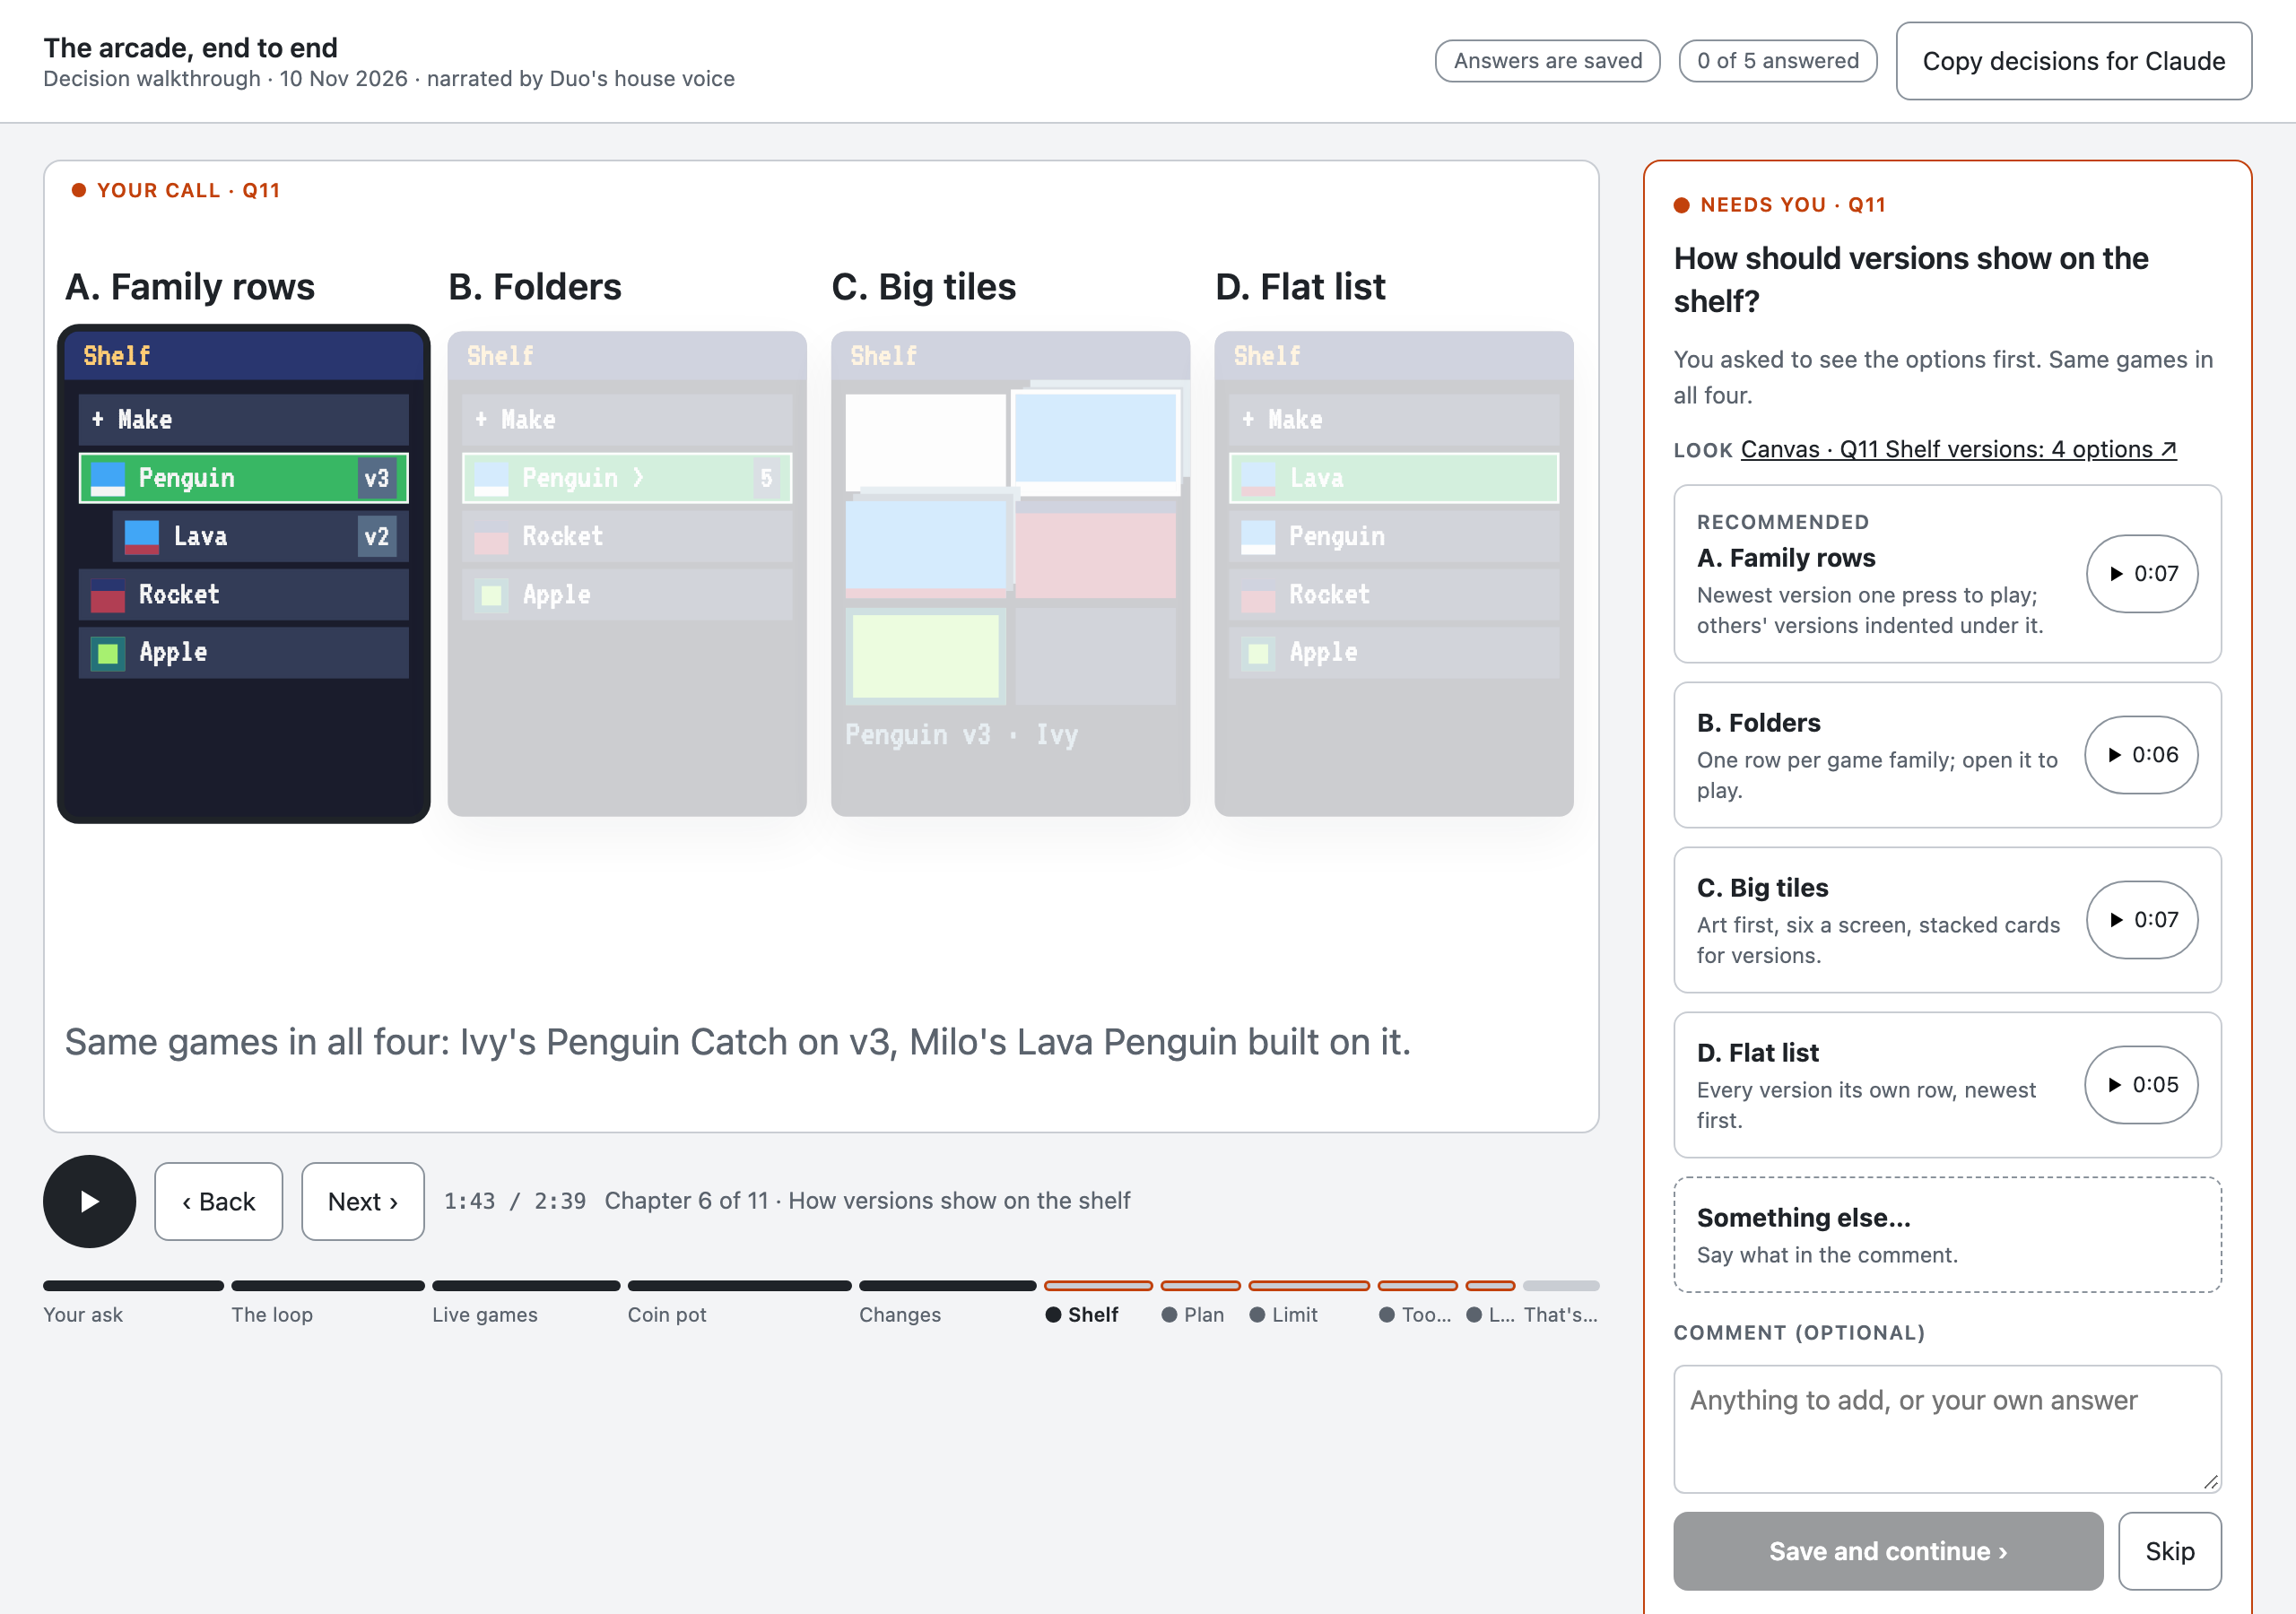 The arcade, end to end
Decision walkthrough · 10 Nov 2026 · narrated by Duo's house voice
Answers are saved
0 of 5 answered
Copy decisions for Claude
YOUR CALL · Q11
A. Family rows
Shelf
+ Make
Penguin v3
Lava v2
Rocket
Apple
B. Folders
Shelf
+ Make
Penguin › 5
Rocket
Apple
C. Big tiles
Shelf
Penguin v3 · Ivy
D. Flat list
Shelf
+ Make
Lava
Penguin
Rocket
Apple
Same games in all four: Ivy's Penguin Catch on v3, Milo's Lava Penguin built on it.
‹ Back
Next ›
1:43 / 2:39
Chapter 6 of 11 · How versions show on the shelf
Your ask
The loop
Live games
Coin pot
Changes
Shelf
Plan
Limit
Too...
L...
That's...
NEEDS YOU · Q11
How should versions show on the
shelf?
You asked to see the options first. Same games in
all four.
LOOK Canvas · Q11 Shelf versions: 4 options ↗
RECOMMENDED
A. Family rows
Newest version one press to play;
others' versions indented under it.
0:07
B. Folders
One row per game family; open it to
play.
0:06
C. Big tiles
Art first, six a screen, stacked cards
for versions.
0:07
D. Flat list
Every version its own row, newest
first.
0:05
Something else...
Say what in the comment.
COMMENT (OPTIONAL)
Anything to add, or your own answer
Save and continue ›
Skip